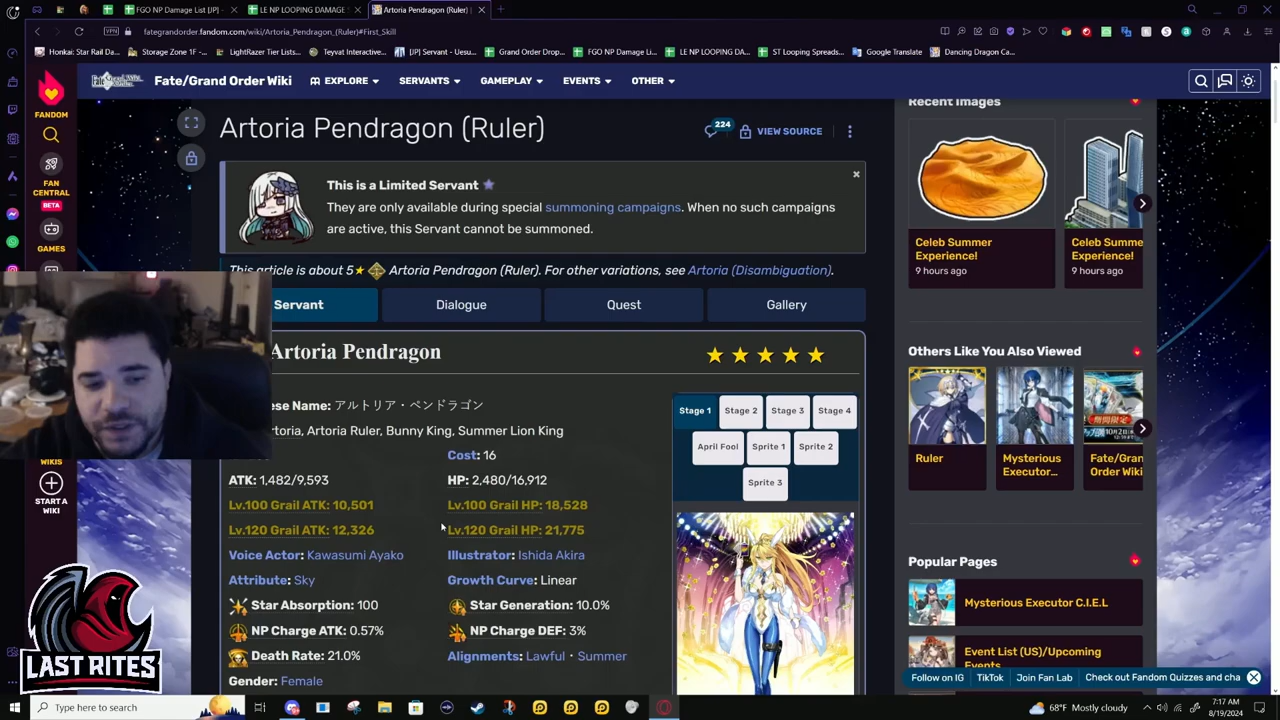 FGO NP Damage List [JP] -
LE NP LOOPING DAMAGE S
Artoria Pendragon (Ruler)
VPN
fategrandorder.fandom.com/wiki/Artoria_Pendragon_(Ruler)#First_Skill
Honkai: Star Rail Da...
Storage Zone 1F -...
LightRazer Tier Lists...
Teyvat Interactive...
[JP] Servant - Uesu...
Grand Order Drop...
FGO NP Damage Li...
LE NP LOOPING DA...
ST Looping Spreads...
Google Translate
Dancing Dragon Ca...
FANDOM
FAN CENTRAL
BETA
GAMES
WIKIS
START A WIKI
Fate/Grand Order Wiki
EXPLORE
SERVANTS
GAMEPLAY
EVENTS
OTHER
Artoria Pendragon (Ruler)
224
VIEW SOURCE
This is a Limited Servant
They are only available during special summoning campaigns. When no such campaigns
are active, this Servant cannot be summoned.
This article is about 5★ Artoria Pendragon (Ruler). For other variations, see Artoria (Disambiguation).
Servant
Dialogue
Quest
Gallery
Artoria Pendragon
ese Name: アルトリア・ペンドラゴン
toria, Artoria Ruler, Bunny King, Summer Lion King
Cost: 16
ATK: 1,482/9,593
HP: 2,480/16,912
Lv.100 Grail ATK: 10,501
Lv.100 Grail HP: 18,528
Lv.120 Grail ATK: 12,326
Lv.120 Grail HP: 21,775
Voice Actor: Kawasumi Ayako
Illustrator: Ishida Akira
Attribute: Sky
Growth Curve: Linear
Star Absorption: 100
Star Generation: 10.0%
NP Charge ATK: 0.57%
NP Charge DEF: 3%
Death Rate: 21.0%
Alignments: Lawful・Summer
Gender: Female
Stage 1
Stage 2
Stage 3
Stage 4
April Fool
Sprite 1
Sprite 2
Sprite 3
Recent Images
Celeb Summer
Experience!
9 hours ago
Celeb Summe
Experience!
9 hours ago
Others Like You Also Viewed
Ruler
Mysterious
Executor...
Fate/Gran
Order Wiki
Popular Pages
Mysterious Executor C.I.E.L
Event List (US)/Upcoming
Events
Follow on IG
TikTok
Join Fan Lab
Check out Fandom Quizzes and cha
LAST RITES
Type here to search
68°F Mostly cloudy
7:17 AM
8/19/2024